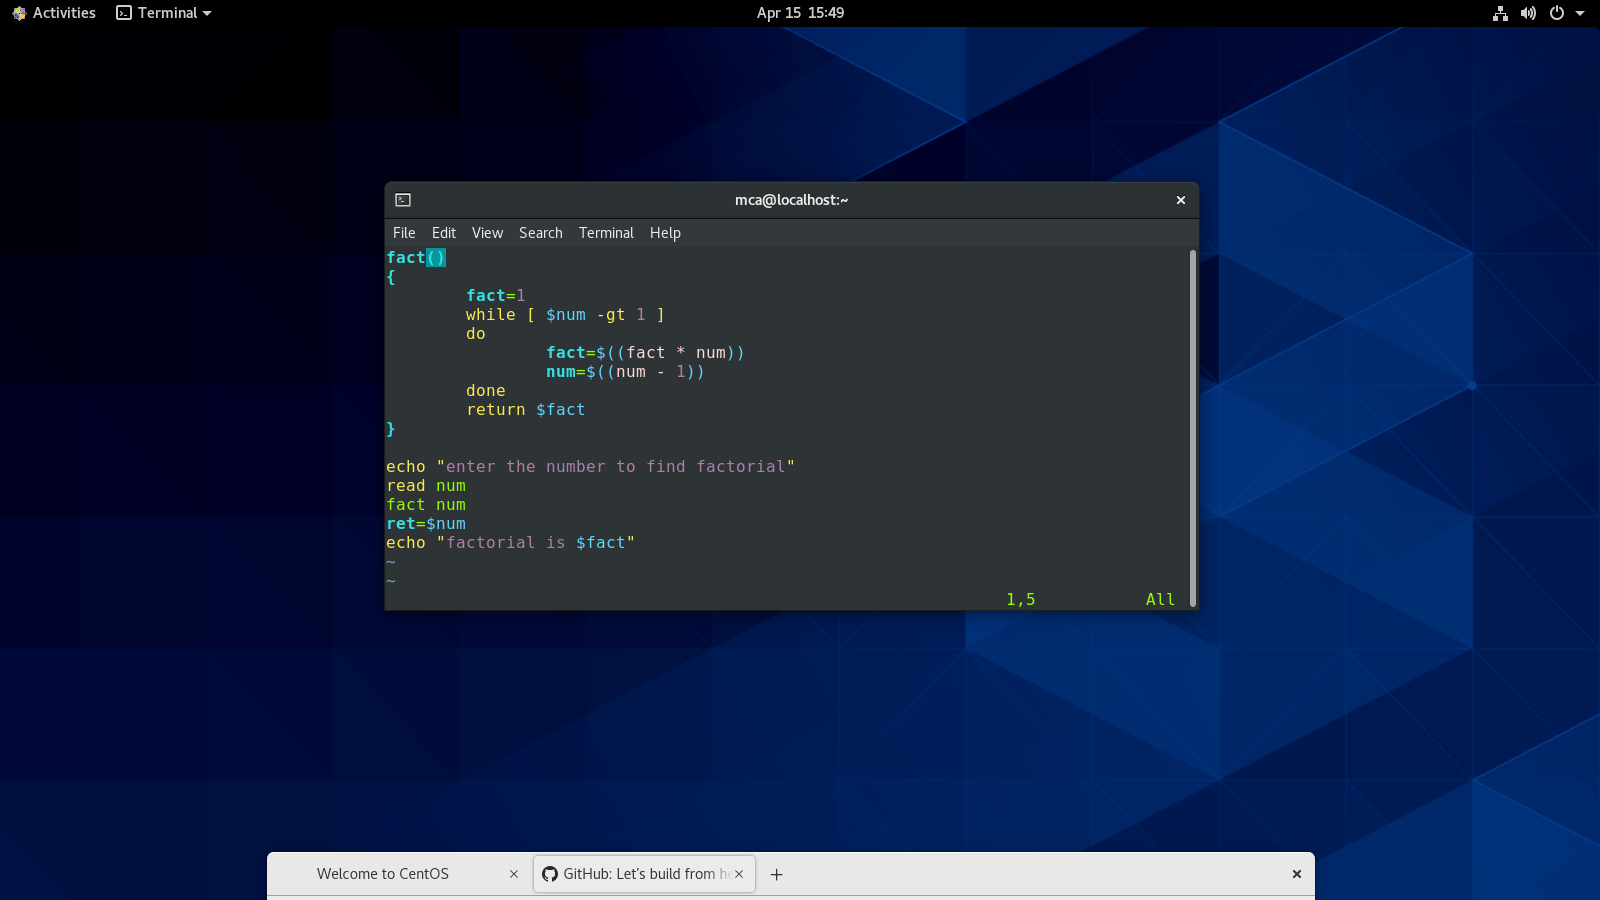 Activities Terminal Apr 15 15:49
mca@localhost:~
File Edit View Search Terminal Help
fact()
{
        fact=1
        while [ $num -gt 1 ]
        do
                fact=$((fact * num))
                num=$((num - 1))
        done
        return $fact
}

echo "enter the number to find factorial"
read num
fact num
ret=$num
echo "factorial is $fact"
~
~
1,5 All
Welcome to CentOS GitHub: Let's build from he